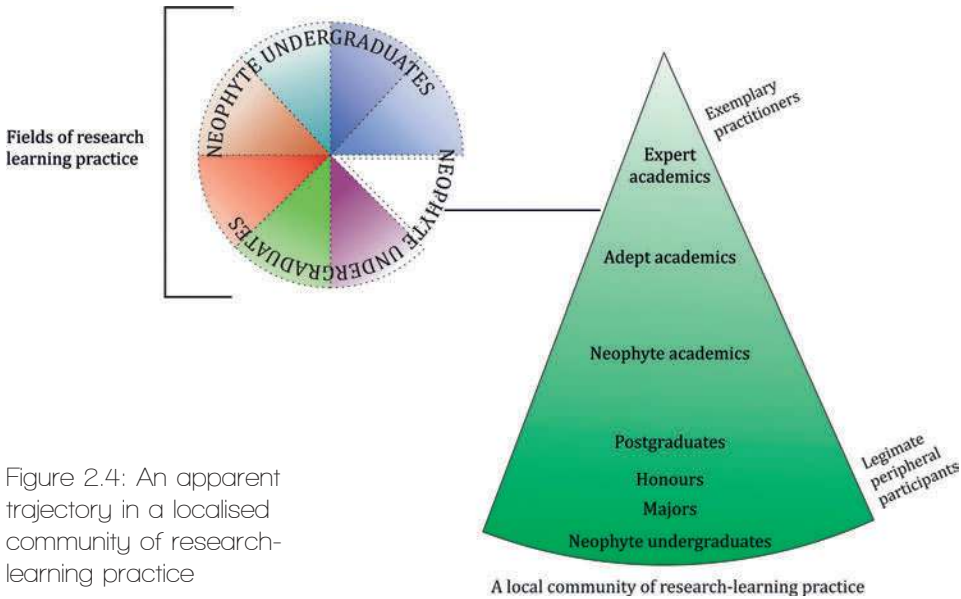 Fields of research
learning practice
NEOPHYTE UNDERGRADUATES
NEOPHYTE UNDERGRADUATES
Exemplary
practitioners
Expert
academics
Adept academics
Neophyte academics
Postgraduates
Honours
Majors
Neophyte undergraduates
Legimate
peripheral
participants
A local community of research-learning practice
Figure 2.4: An apparent
trajectory in a localised
community of research-
learning practice